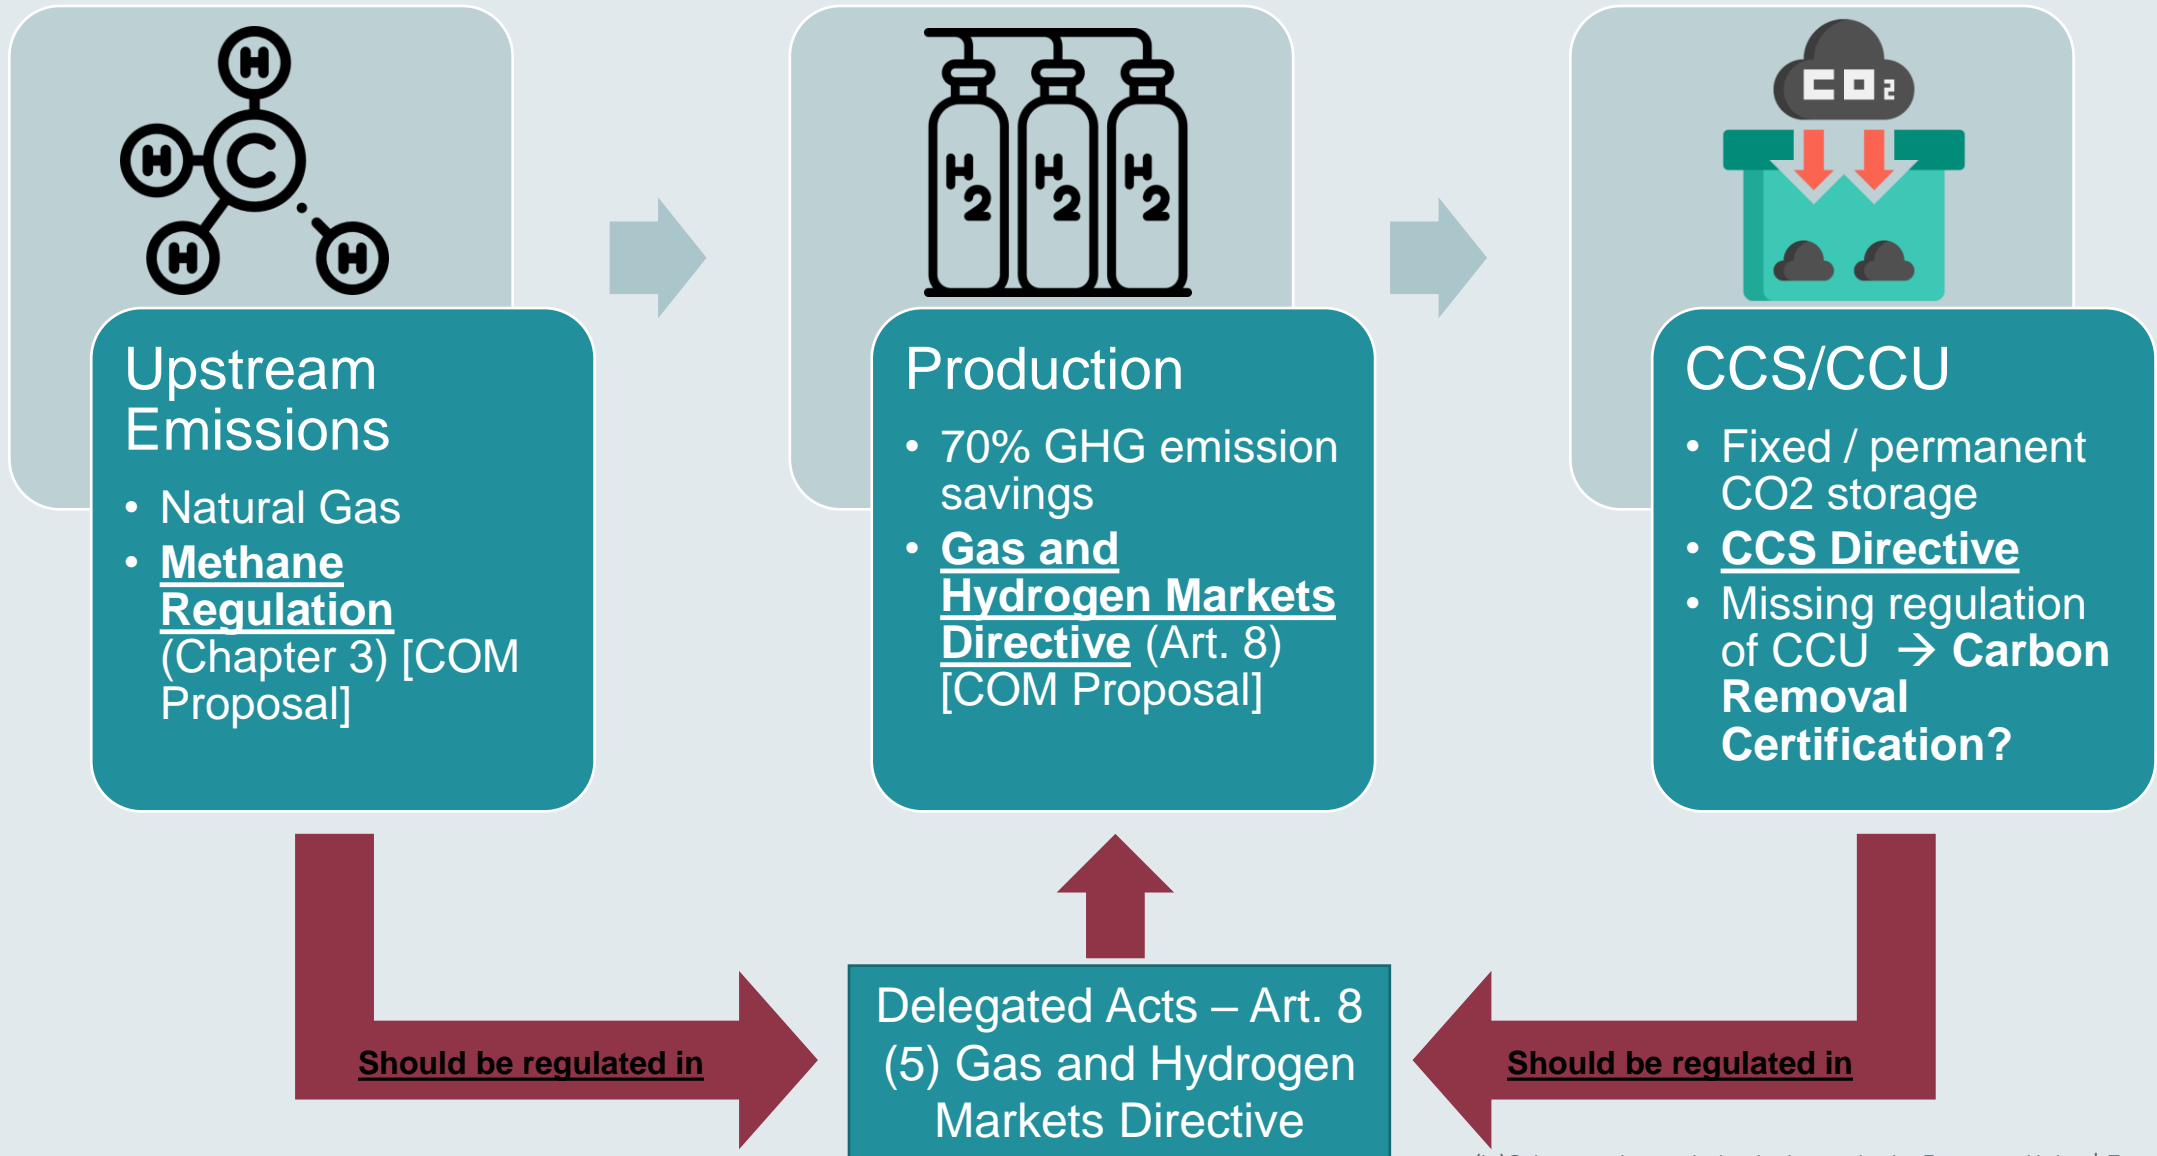 H
H
C
H
H
H
2
H
2
H
2
CO2
Upstream
Emissions
• Natural Gas
• Methane
Regulation
(Chapter 3) [COM
Proposal]
Production
• 70% GHG emission
savings
• Gas and
Hydrogen Markets
Directive (Art. 8)
[COM Proposal]
CCS/CCU
• Fixed / permanent
CO2 storage
• CCS Directive
• Missing regulation
of CCU → Carbon
Removal
Certification?
Should be regulated in
Delegated Acts – Art. 8
(5) Gas and Hydrogen
Markets Directive
Should be regulated in